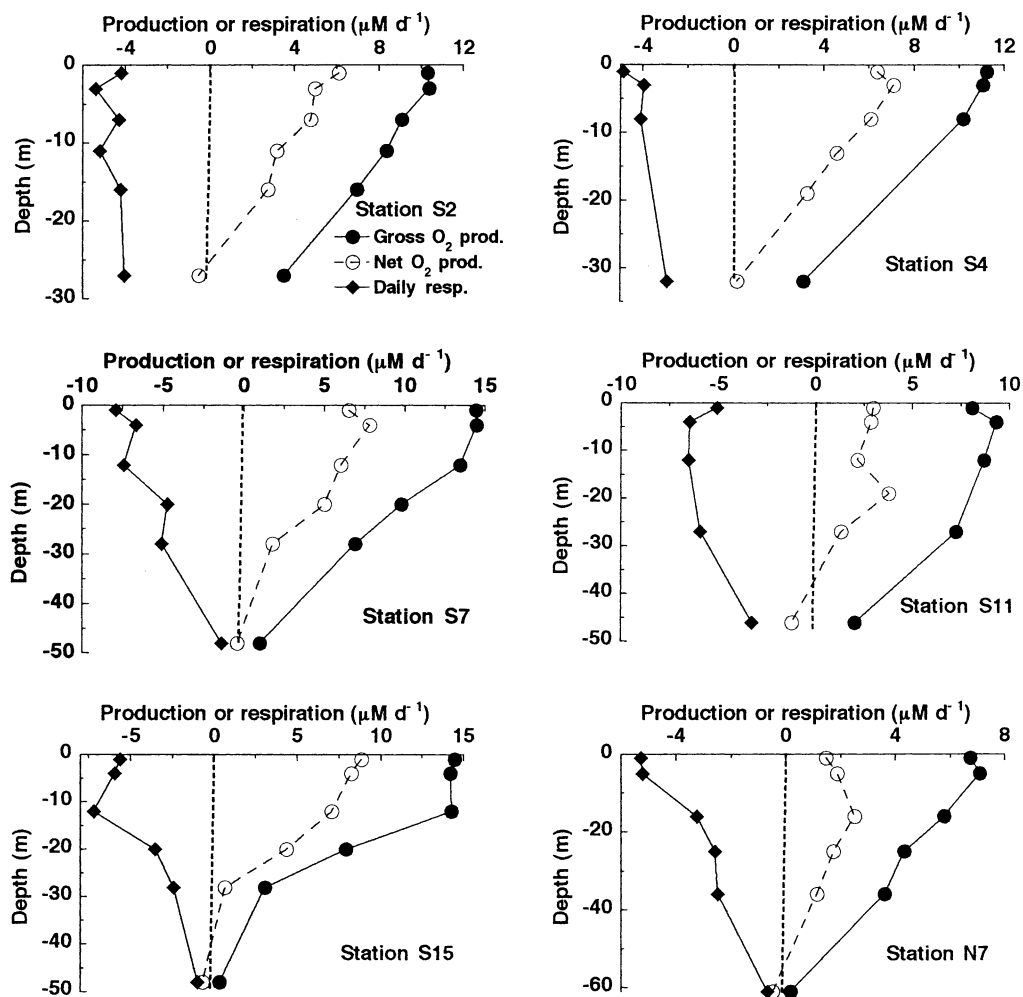 Production or respiration (μM d⁻¹)
-4 0 4 8 12
0
-10
-20
-30
Depth (m)
Station S2
Gross O₂ prod.
Net O₂ prod.
Daily resp.
Production or respiration (μM d⁻¹)
-4 0 4 8 12
0
-10
-20
-30
Depth (m)
Station S4
Production or respiration (μM d⁻¹)
-10 -5 0 5 10 15
0
-10
-20
-30
-40
-50
Depth (m)
Station S7
Production or respiration (μM d⁻¹)
-10 -5 0 5 10
0
-10
-20
-30
-40
-50
Depth (m)
Station S11
Production or respiration (μM d⁻¹)
-5 0 5 10 15
0
-10
-20
-30
-40
-50
Depth (m)
Station S15
Production or respiration (μM d⁻¹)
-4 0 4 8
0
-20
-40
-60
Depth (m)
Station N7